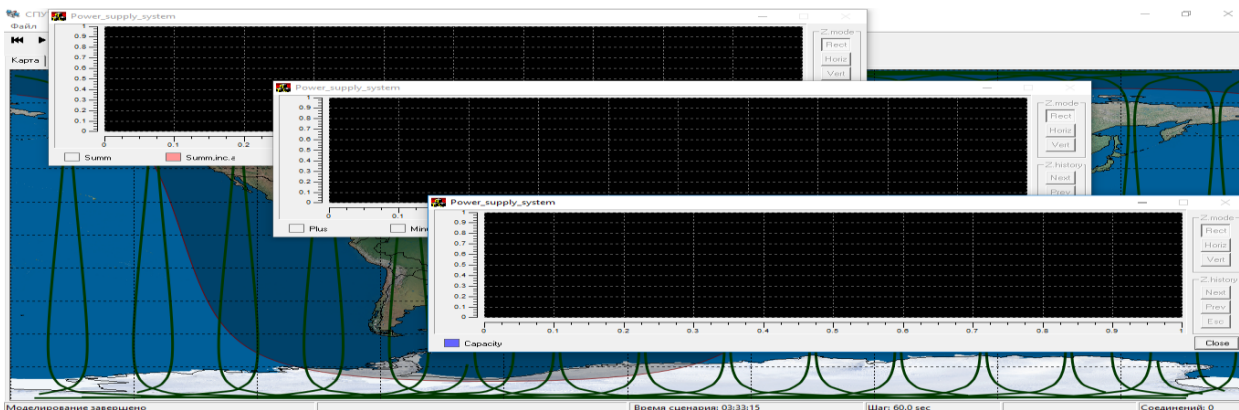 СПУ
Файл
Карта
Power_supply_system
1
0.9
0.8
0.7
0.6
0.5
0.4
0.3
0.2
0.1
0
0 0.1 0.2
Summ Summ,inc.a
Z.mode
Rect
Horiz
Vert
Power_supply_system
1
0.9
0.8
0.7
0.6
0.5
0.4
0.3
0.2
0.1
0
0 0.1
Plus Minu
Z.mode
Rect
Horiz
Vert
Z.history
Next
Prev
Power_supply_system
1
0.9
0.8
0.7
0.6
0.5
0.4
0.3
0.2
0.1
0
0 0.1 0.2 0.3 0.4 0.5 0.6 0.7 0.8 0.9 1
Capacity
Z.mode
Rect
Horiz
Vert
Z.history
Next
Prev
Esc
Close
Моделирование завершено Время сценария: 03:33:15 Шаг: 60.0 sec Соединений: 0